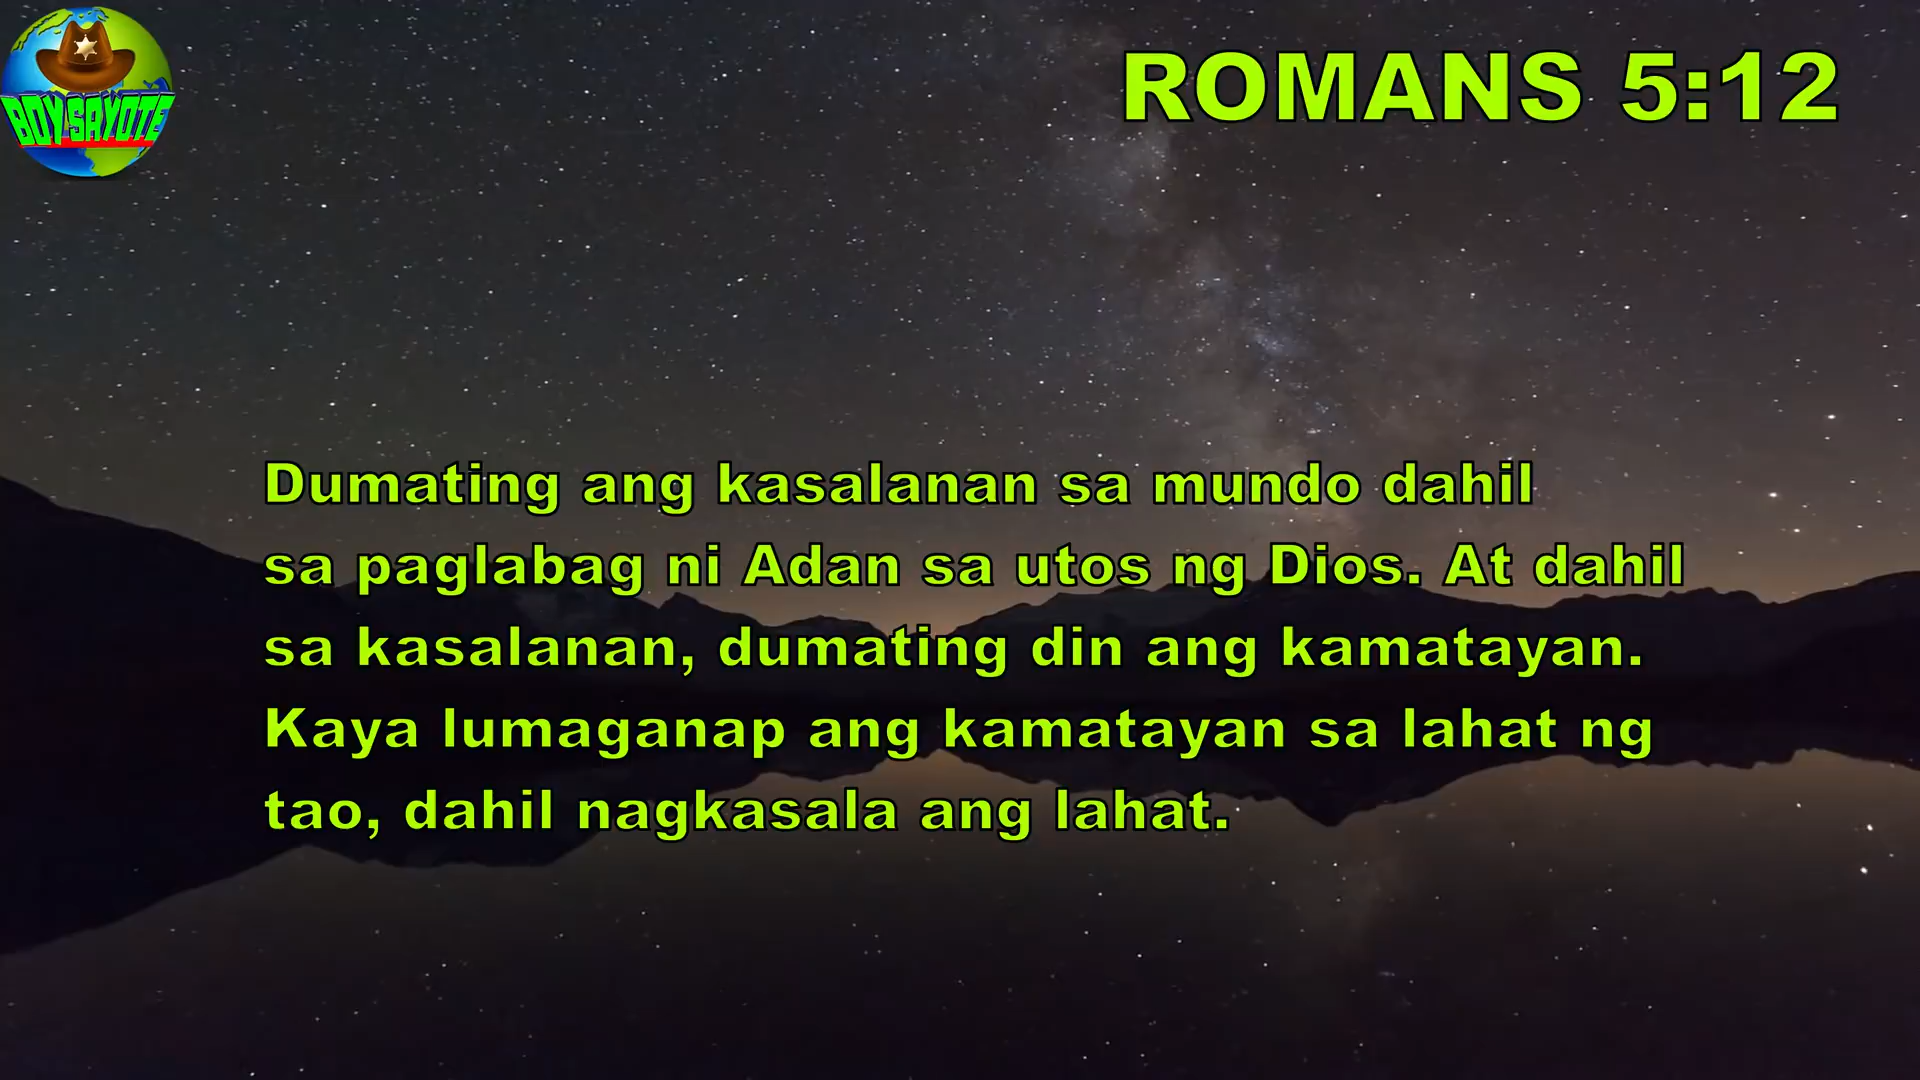 BOY SAYOTE
ROMANS 5:12
Dumating ang kasalanan sa mundo dahil
sa paglabag ni Adan sa utos ng Dios. At dahil
sa kasalanan, dumating din ang kamatayan.
Kaya lumaganap ang kamatayan sa lahat ng
tao, dahil nagkasala ang lahat.